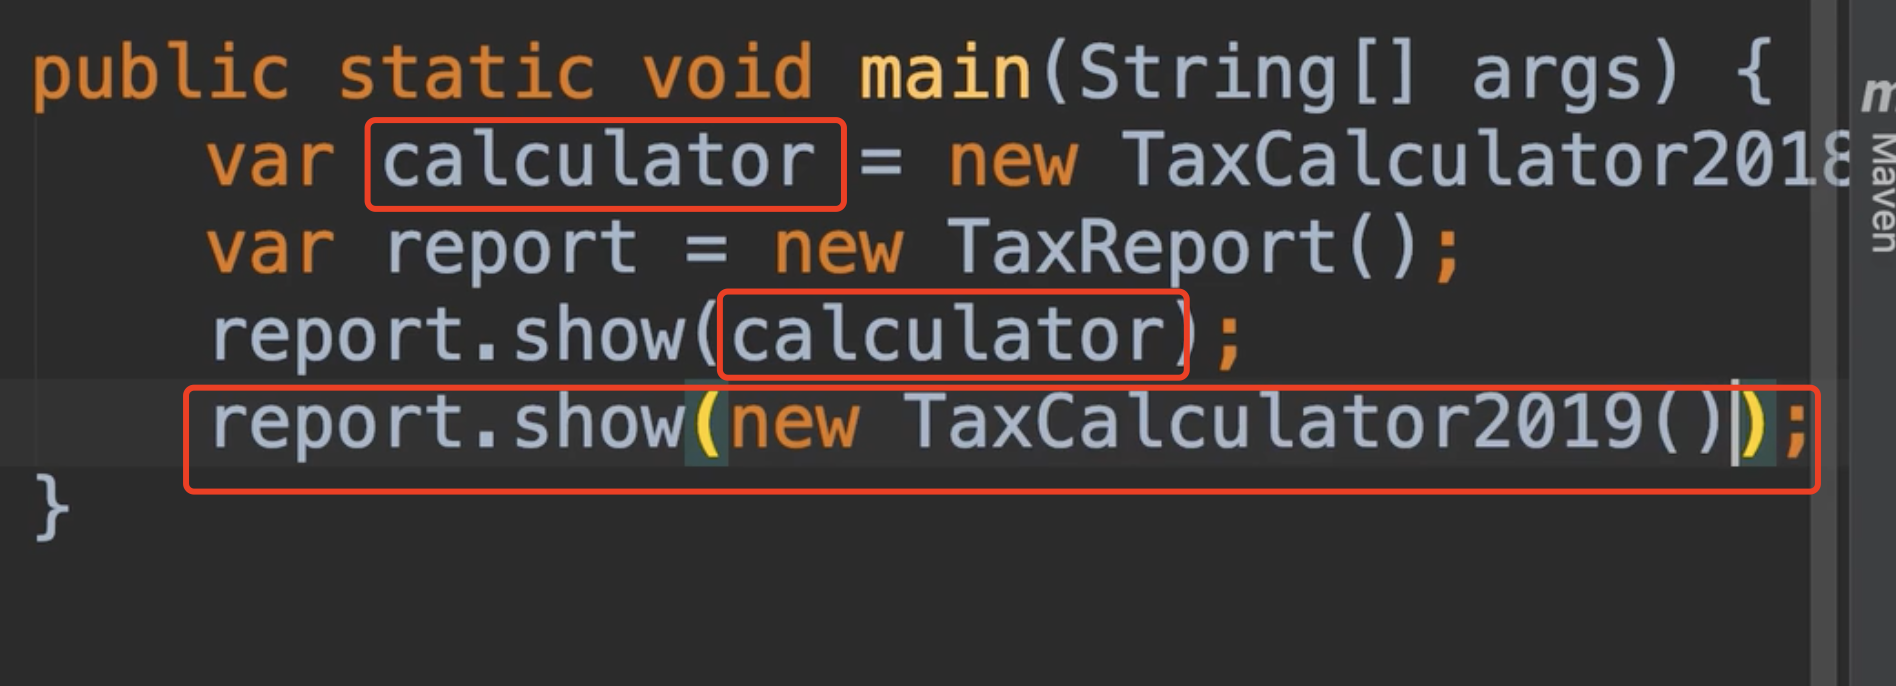 public static void main(String[] args) {
var calculator = new TaxCalculator2018
var report = new TaxReport();
report.show(calculator);
report.show(new TaxCalculator2019());
}
Maven